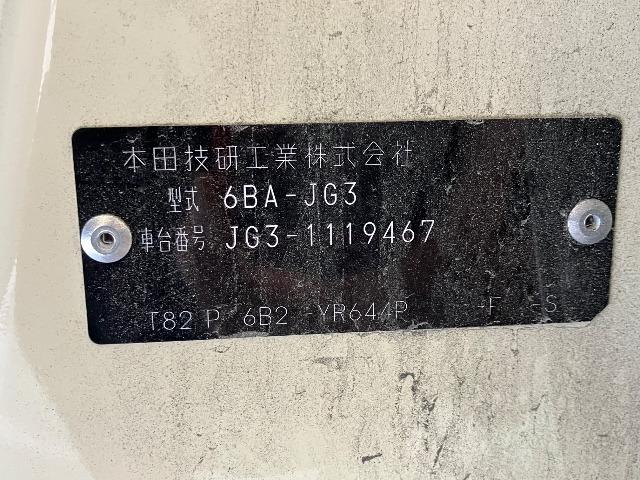 本田技研工業株式会社
型式 6BA-JG3
車台番号 JG3-1119467
T82 P 6B2 -YR644P -F -S